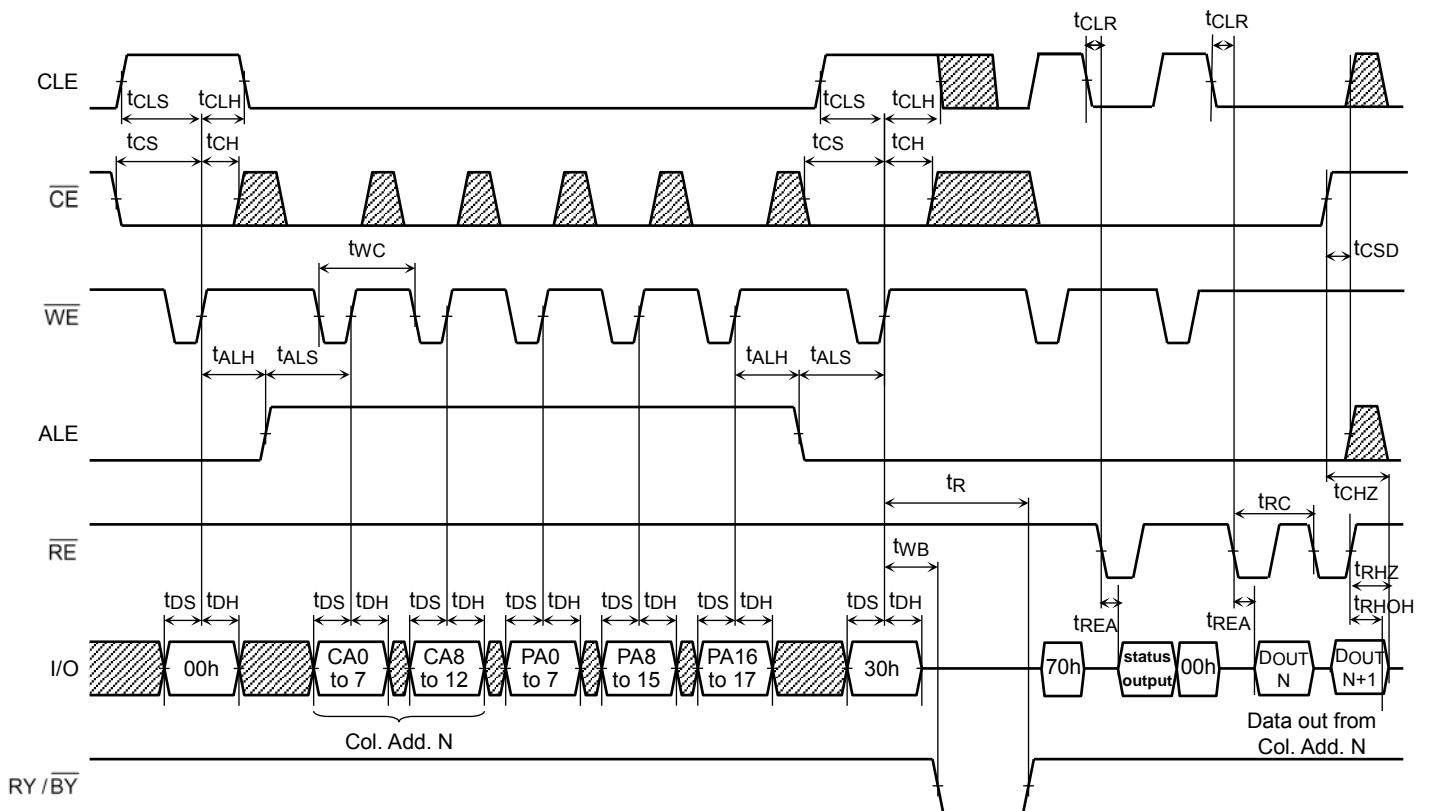 tCLR tCLR
CLE
tCLS tCLH tCLS tCLH
tCS tCH tCS tCH
CE
tWC tCSD
WE
tALH tALS tALH tALS
ALE
tR tCHZ
tRC
RE
tWB
tRHZ
tDS tDH tDS tDH tDS tDH tDS tDH tDS tDH tDS tDH tDS tDH tRHOH
tREA tREA
I/O
00h
CA0
to 7
CA8
to 12
PA0
to 7
PA8
to 15
PA16
to 17
30h
70h
status
output
00h
DOUT
N
DOUT
N+1
Col. Add. N
Data out from
Col. Add. N
RY / BY